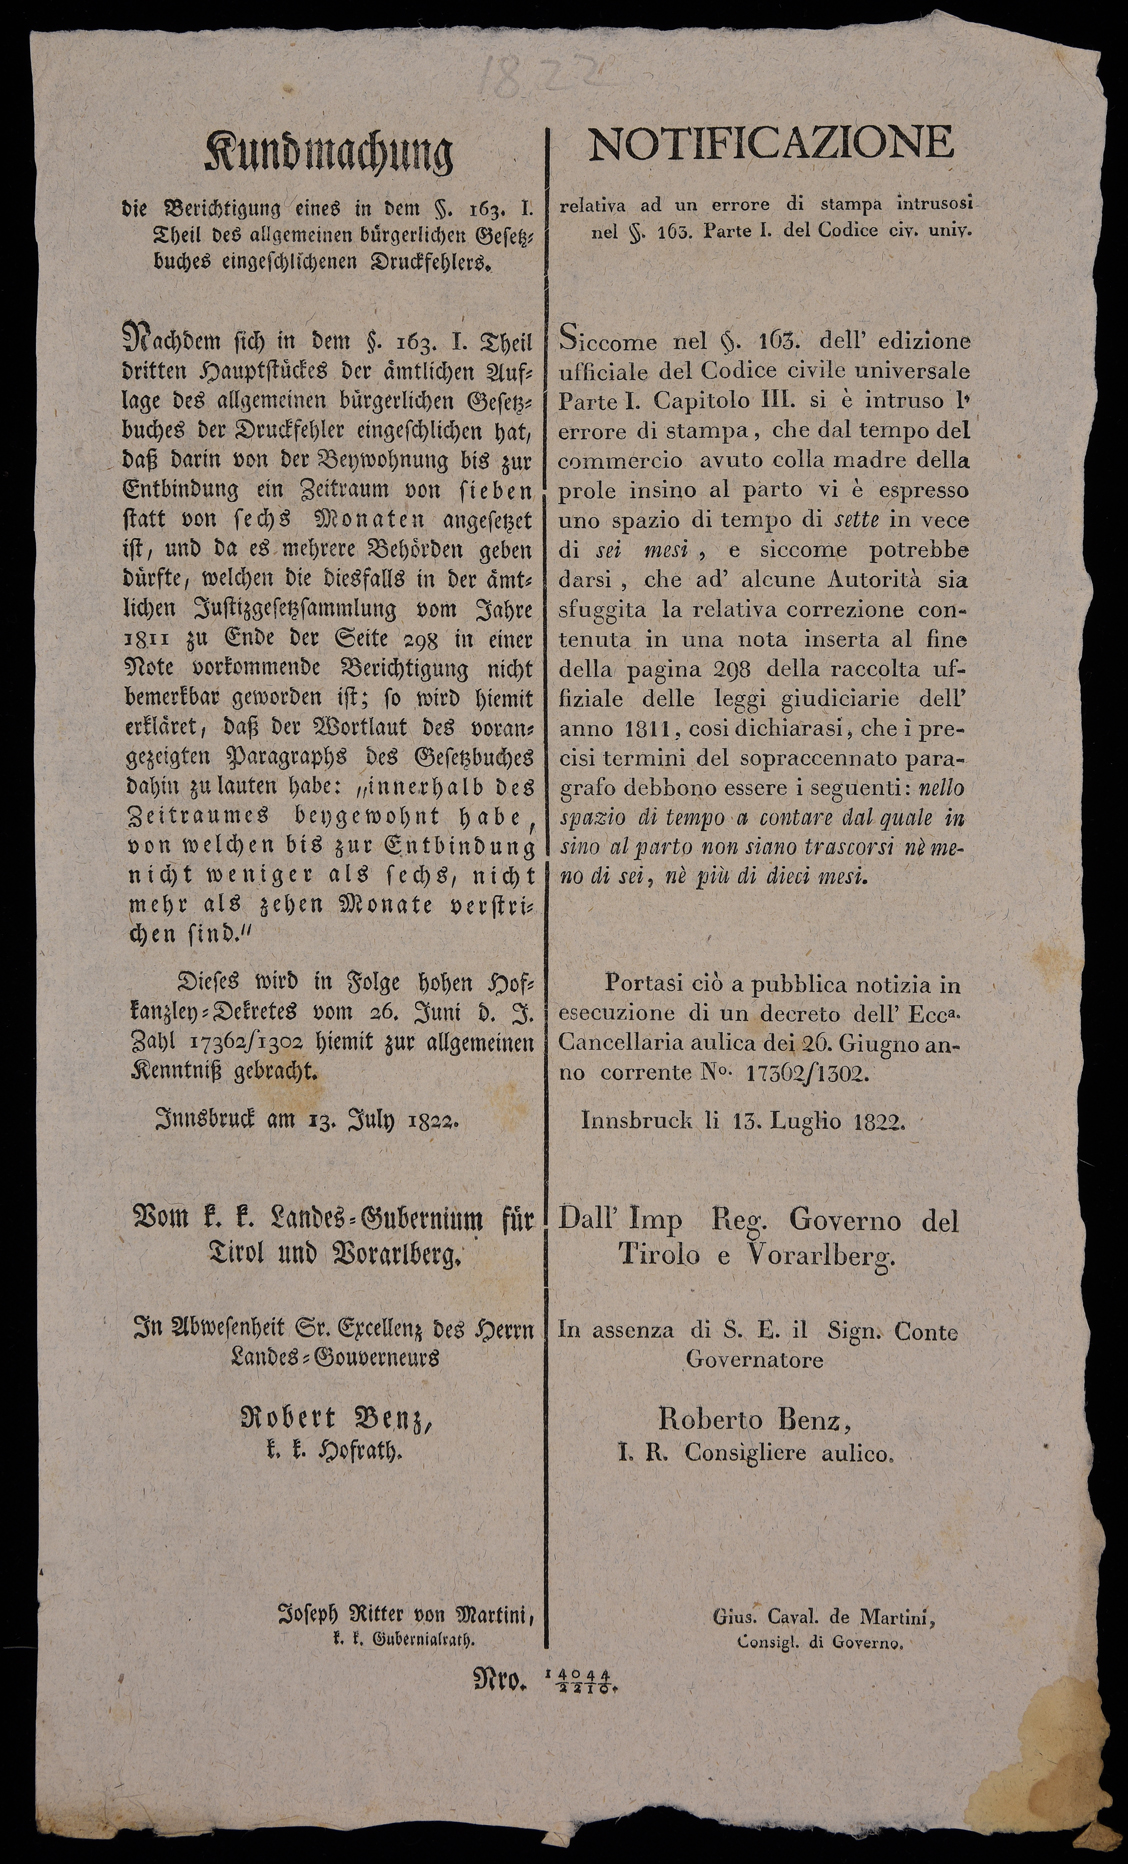 1822
Kundmachung
die Berichtigung eines in dem §. 163. I.
Theil des allgemeinen bürgerlichen Gesetz-
buches eingeschlichenen Druckfehlers.
Nachdem sich in dem §. 163. I. Theil
dritten Hauptstückes der ämtlichen Auf-
lage des allgemeinen bürgerlichen Gesetz-
buches der Druckfehler eingeschlichen hat,
daß darin von der Beywohnung bis zur
Entbindung ein Zeitraum von sieben
statt von sechs Monaten angesetzet
ist, und da es mehrere Behörden geben
dürfte, welchen die diesfalls in der ämt-
lichen Justizgesetzsammlung vom Jahre
1811 zu Ende der Seite 298 in einer
Note vorkommende Berichtigung nicht
bemerkbar geworden ist; so wird hiemit
erkläret, daß der Wortlaut des voran-
gezeigten Paragraphs des Gesetzbuches
dahin zu lauten habe: „innerhalb des
Zeitraumes beygewohnt habe,
von welchen bis zur Entbindung
nicht weniger als sechs, nicht
mehr als zehen Monate verstri-
chen sind."
Dieses wird in Folge hohen Hof-
kanzley-Dekretes vom 26. Juni d. J.
Zahl 17362/1302 hiemit zur allgemeinen
Kenntniß gebracht.
Innsbruck am 13. July 1822.
Vom k. k. Landes-Gubernium für
Tirol und Vorarlberg.
In Abwesenheit Sr. Excellenz des Herrn
Landes-Gouverneurs
Robert Benz,
k. k. Hofrath.
Joseph Ritter von Martini,
k. k. Gubernialrath.
NOTIFICAZIONE
relativa ad un errore di stampa intrusosi
nel §. 163. Parte I. del Codice civ. univ.
Siccome nel §. 163. dell' edizione
ufficiale del Codice civile universale
Parte I. Capitolo III. si è intruso l'
errore di stampa, che dal tempo del
commercio avuto colla madre della
prole insino al parto vi è espresso
uno spazio di tempo di sette in vece
di sei mesi, e siccome potrebbe
darsi, che ad' alcune Autorità sia
sfuggita la relativa correzione con-
tenuta in una nota inserta al fine
della pagina 298 della raccolta uf-
fiziale delle leggi giudiciarie dell'
anno 1811, cosi dichiarasi, che i pre-
cisi termini del sopraccennato para-
grafo debbono essere i seguenti: nello
spazio di tempo a contare dal quale in
sino al parto non siano trascorsi nè me-
no di sei, nè più di dieci mesi.
Portasi ciò a pubblica notizia in
esecuzione di un decreto dell' Ecca.
Cancellaria aulica dei 26. Giugno an-
no corrente No. 17362/1302.
Innsbruck li 13. Luglio 1822.
Dall' Imp Reg. Governo del
Tirolo e Vorarlberg.
In assenza di S. E. il Sign. Conte
Governatore
Roberto Benz,
I. R. Consigliere aulico.
Gius. Caval. de Martini,
Consigl. di Governo.
Nro. 14044/2210.